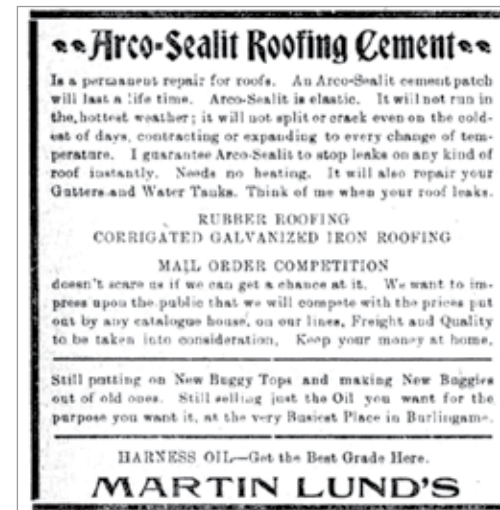 Arco-Sealit Roofing Cement
Is a permanent repair for roofs. An Arco-Sealit cement patch
will last a life time. Arco-Sealit is elastic. It will not run in
the, hottest weather; it will not split or crack even on the cold-
est of days, contracting or expanding to every change of tem-
perature. I guarantee Arco-Sealit to stop leaks on any kind of
roof instantly. Needs no heating. It will also repair your
Gutters and Water Tanks. Think of me when your roof leaks.
RUBBER ROOFING
CORRIGATED GALVANIZED IRON ROOFING
MAIL ORDER COMPETITION
doesn't scare us if we can get a chance at it. We want to im-
press upon the public that we will compete with the prices put
out by any catalogue house, on our lines, Freight and Quality
to be taken into consideration. Keep your money at home.
Still putting on New Buggy Tops and making New Buggies
out of old ones. Still selling just the Oil you want for the
purpose you want it, at the very Busiest Place in Burlingame.
HARNESS OIL—Get the Best Grade Here.
MARTIN LUND'S